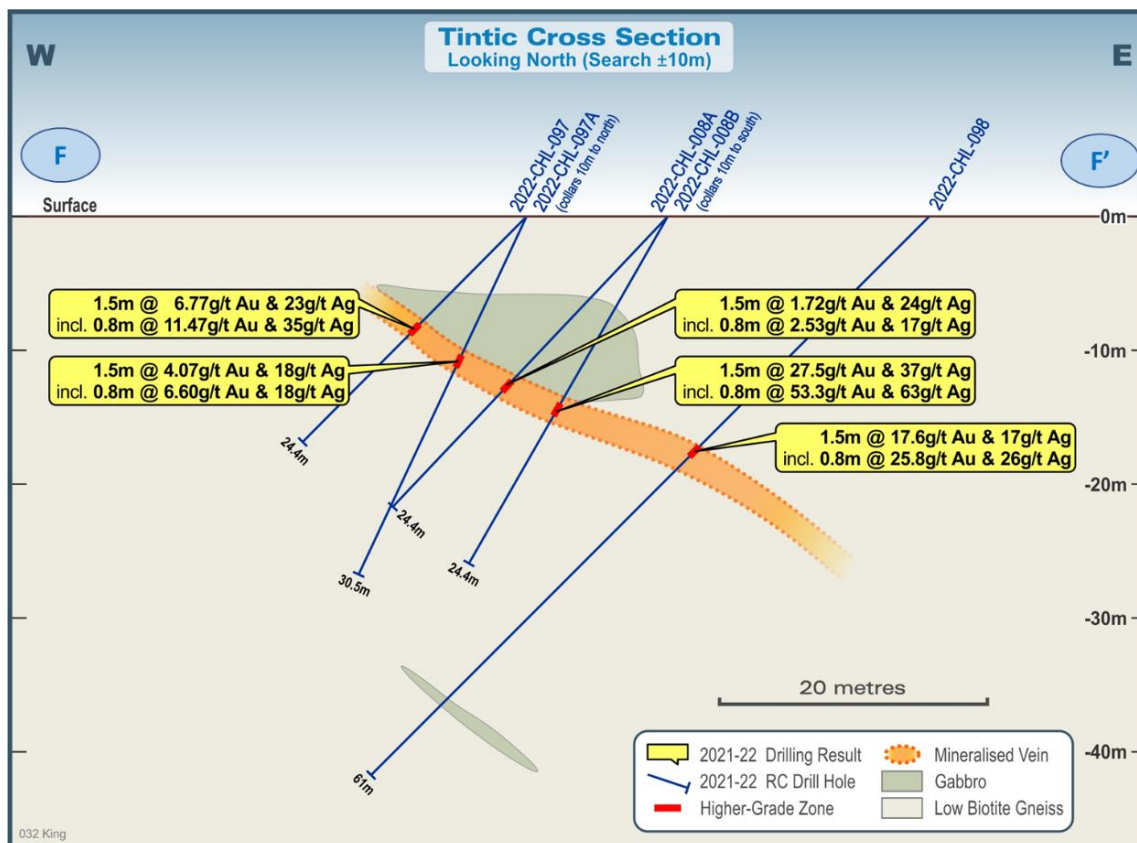 Tintic Cross Section
Looking North (Search ±10m)
W
E
F
F'
2022-CHL-097
2022-CHL-097A
(collars 10m to north)
2022-CHL-008A
2022-CHL-008B
(collars 10m to south)
2022-CHL-098
Surface
0m
1.5m @ 6.77g/t Au & 23g/t Ag
incl. 0.8m @ 11.47g/t Au & 35g/t Ag
1.5m @ 1.72g/t Au & 24g/t Ag
incl. 0.8m @ 2.53g/t Au & 17g/t Ag
-10m
1.5m @ 4.07g/t Au & 18g/t Ag
incl. 0.8m @ 6.60g/t Au & 18g/t Ag
1.5m @ 27.5g/t Au & 37g/t Ag
incl. 0.8m @ 53.3g/t Au & 63g/t Ag
1.5m @ 17.6g/t Au & 17g/t Ag
incl. 0.8m @ 25.8g/t Au & 26g/t Ag
24.4m
-20m
24.4m
24.4m
30.5m
-30m
20 metres
-40m
61m
2021-22 Drilling Result
2021-22 RC Drill Hole
Higher-Grade Zone
Mineralised Vein
Gabbro
Low Biotite Gneiss
032 King